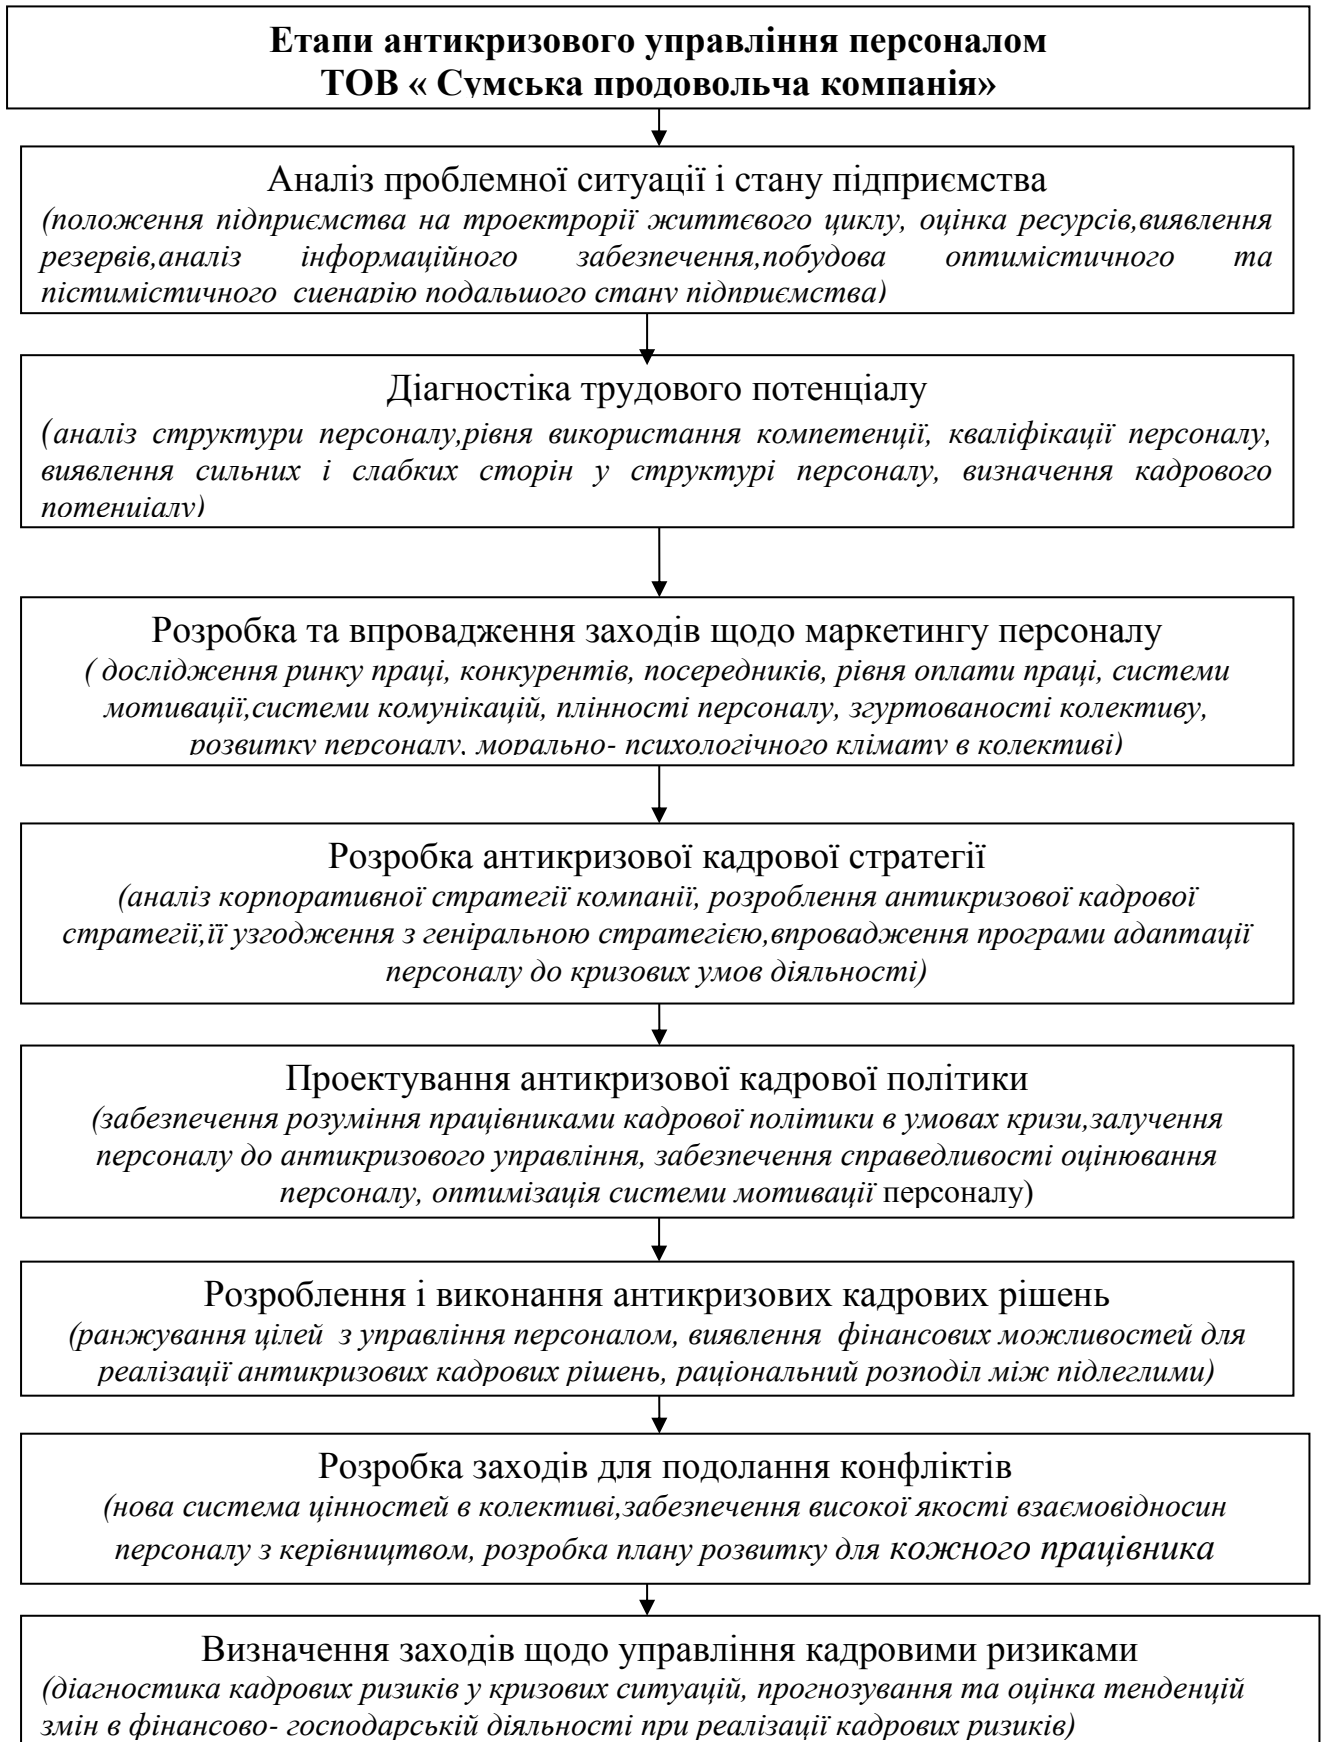 Етапи антикризового управління персоналом
ТОВ « Сумська продовольча компанія»
Аналіз проблемної ситуації і стану підприємства
(положення підприємства на троектрорії життєвого циклу, оцінка ресурсів,виявлення
резервів,аналіз інформаційного забезпечення,побудова оптимістичного та
пістимістичного сценарію подальшого стану підприємства)
Діагностіка трудового потенціалу
(аналіз структури персоналу,рівня використання компетенції, кваліфікації персоналу,
виявлення сильних і слабких сторін у структурі персоналу, визначення кадрового
потенціалу)
Розробка та впровадження заходів щодо маркетингу персоналу
( дослідження ринку праці, конкурентів, посередників, рівня оплати праці, системи
мотивації,системи комунікацій, плінності персоналу, згуртованості колективу,
розвитку персоналу, морально- психологічного клімату в колективі)
Розробка антикризової кадрової стратегії
(аналіз корпоративної стратегії компанії, розроблення антикризової кадрової
стратегії,її узгодження з геніральною стратегією,впровадження програми адаптації
персоналу до кризових умов діяльності)
Проектування антикризової кадрової політики
(забезпечення розуміння працівниками кадрової політики в умовах кризи,залучення
персоналу до антикризового управління, забезпечення справедливості оцінювання
персоналу, оптимізація системи мотивації персоналу)
Розроблення і виконання антикризових кадрових рішень
(ранжування цілей з управління персоналом, виявлення фінансових можливостей для
реалізації антикризових кадрових рішень, раціональний розподіл між підлеглими)
Розробка заходів для подолання конфліктів
(нова система цінностей в колективі,забезпечення високої якості взаємовідносин
персоналу з керівництвом, розробка плану розвитку для кожного працівника
Визначення заходів щодо управління кадровими ризиками
(діагностика кадрових ризиків у кризових ситуацій, прогнозування та оцінка тенденцій
змін в фінансово- господарській діяльності при реалізації кадрових ризиків)